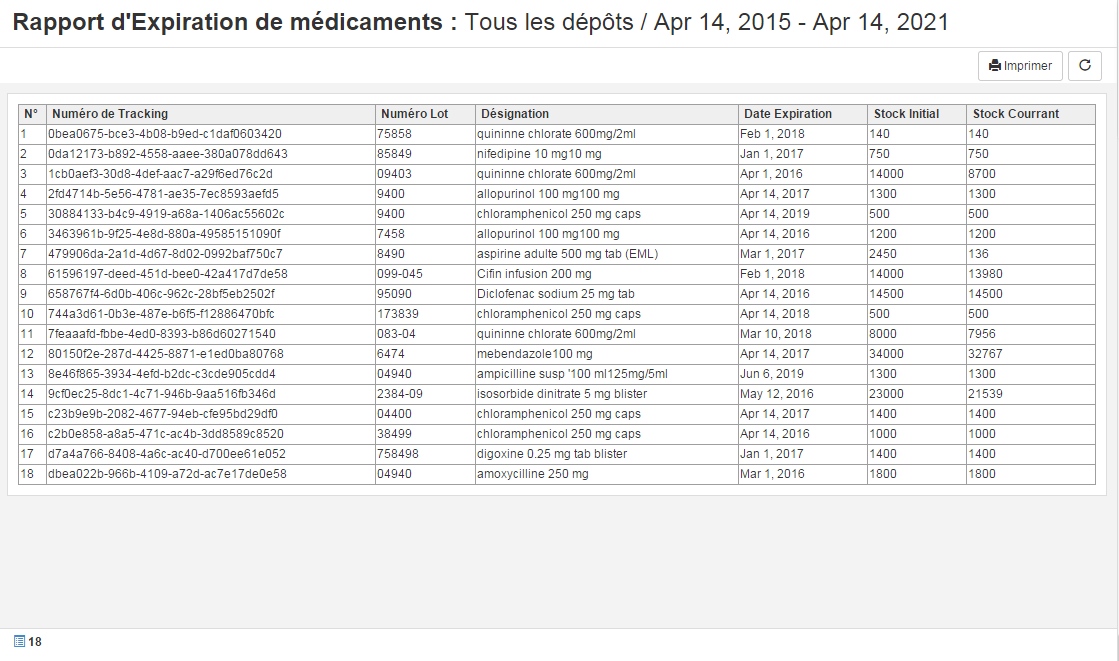 Rapport d'Expiration de médicaments : Tous les dépôts / Apr 14, 2015 - Apr 14, 2021
Imprimer
N° Numéro de Tracking Numéro Lot Désignation Date Expiration Stock Initial Stock Courrant
1 0bea0675-bce3-4b08-b9ed-c1daf0603420 75858 quininne chlorate 600mg/2ml Feb 1, 2018 140 140
2 0da12173-b892-4558-aaee-380a078dd643 85849 nifedipine 10 mg10 mg Jan 1, 2017 750 750
3 1cb0aef3-30d8-4def-aac7-a29f6ed76c2d 09403 quininne chlorate 600mg/2ml Apr 1, 2016 14000 8700
4 2fd4714b-5e56-4781-ae35-7ec8593aefd5 9400 allopurinol 100 mg100 mg Apr 14, 2017 1300 1300
5 30884133-b4c9-4919-a68a-1406ac55602c 9400 chloramphenicol 250 mg caps Apr 14, 2019 500 500
6 3463961b-9f25-4e8d-880a-49585151090f 7458 allopurinol 100 mg100 mg Apr 14, 2016 1200 1200
7 479906da-2a1d-4d67-8d02-0992baf750c7 8490 aspirine adulte 500 mg tab (EML) Mar 1, 2017 2450 136
8 61596197-deed-451d-bee0-42a417d7de58 099-045 Cifin infusion 200 mg Feb 1, 2018 14000 13980
9 658767f4-6d0b-406c-962c-28bf5eb2502f 95090 Diclofenac sodium 25 mg tab Apr 14, 2016 14500 14500
10 744a3d61-0b3e-487e-b6f5-f12886470bfc 173839 chloramphenicol 250 mg caps Apr 14, 2018 500 500
11 7feaaafd-fbbe-4ed0-8393-b86d60271540 083-04 quininne chlorate 600mg/2ml Mar 10, 2018 8000 7956
12 80150f2e-287d-4425-8871-e1ed0ba80768 6474 mebendazole100 mg Apr 14, 2017 34000 32767
13 8e46f865-3934-4efd-b2dc-c3cde905cdd4 04940 ampicilline susp '100 ml125mg/5ml Jun 6, 2019 1300 1300
14 9cf0ec25-8dc1-4c71-946b-9aa516fb346d 2384-09 isosorbide dinitrate 5 mg blister May 12, 2016 23000 21539
15 c23b9e9b-2082-4677-94eb-cfe95bd29df0 04400 chloramphenicol 250 mg caps Apr 14, 2017 1400 1400
16 c2b0e858-a8a5-471c-ac4b-3dd8589c8520 38499 chloramphenicol 250 mg caps Apr 14, 2016 1000 1000
17 d7a4a766-8408-4a6c-ac40-d700ee61e052 758498 digoxine 0.25 mg tab blister Jan 1, 2017 1400 1400
18 dbea022b-966b-4109-a72d-ac7e17de0e58 04940 amoxycilline 250 mg Mar 1, 2016 1800 1800
18